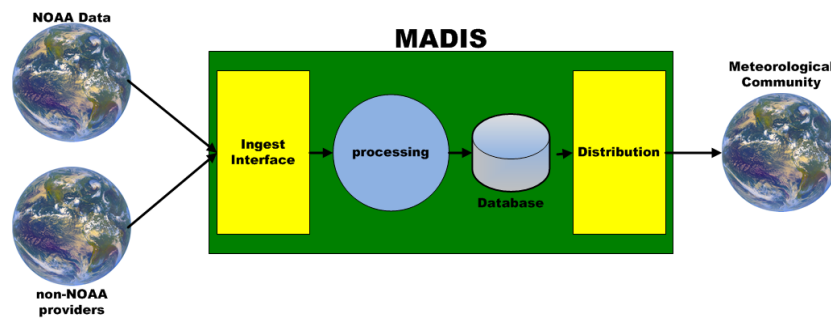 NOAA Data
MADIS
Meteorological
Community
Ingest
Interface
processing
Database
Distribution
non-NOAA
providers